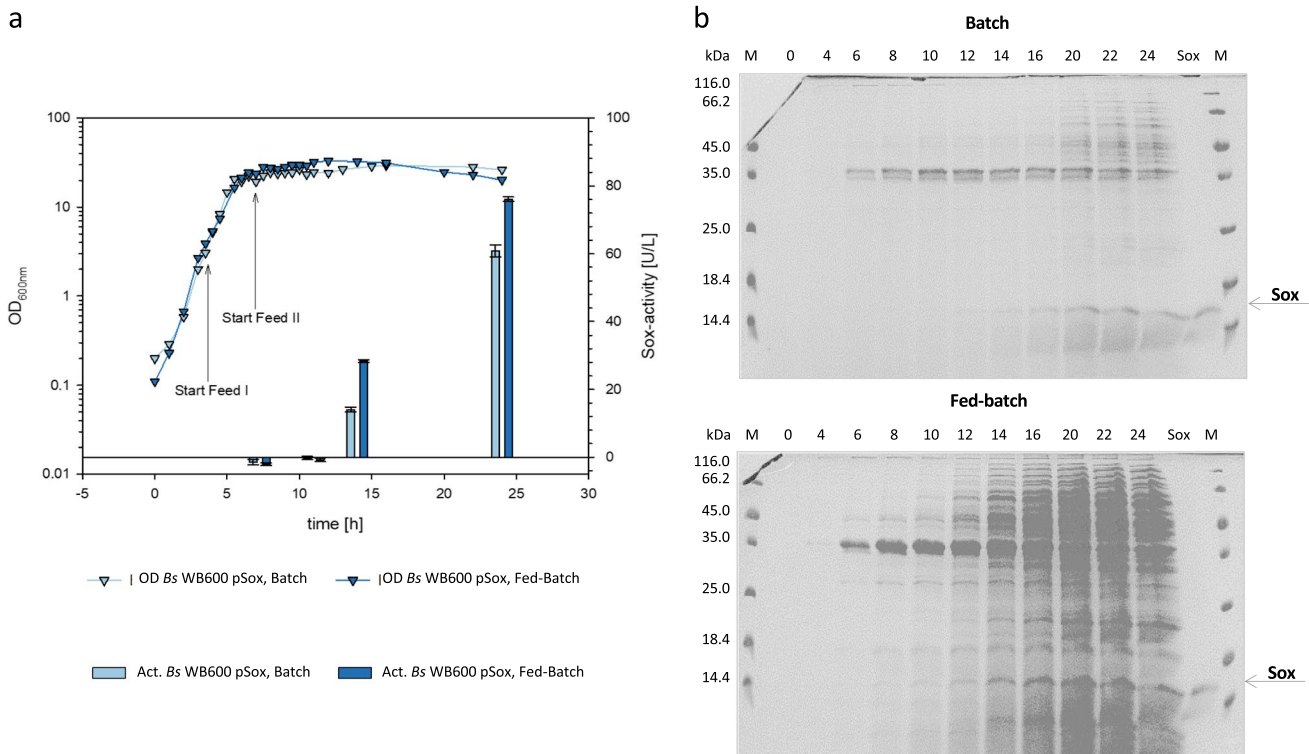 a
100
10
1
0.1
0.01
OD600nm
100
80
60
40
20
0
Sox-activity [U/L]
Start Feed II
Start Feed I
-5 0 5 10 15 20 25 30
time [h]
| OD Bs WB600 pSox, Batch |OD Bs WB600 pSox, Fed-Batch
Act. Bs WB600 pSox, Batch Act. Bs WB600 pSox, Fed-Batch
b
Batch
kDa M 0 4 6 8 10 12 14 16 20 22 24 Sox M
116.0
66.2
45.0
35.0
25.0
18.4
14.4
Sox
Fed-batch
kDa M 0 4 6 8 10 12 14 16 20 22 24 Sox M
116.0
66.2
45.0
35.0
25.0
18.4
14.4
Sox